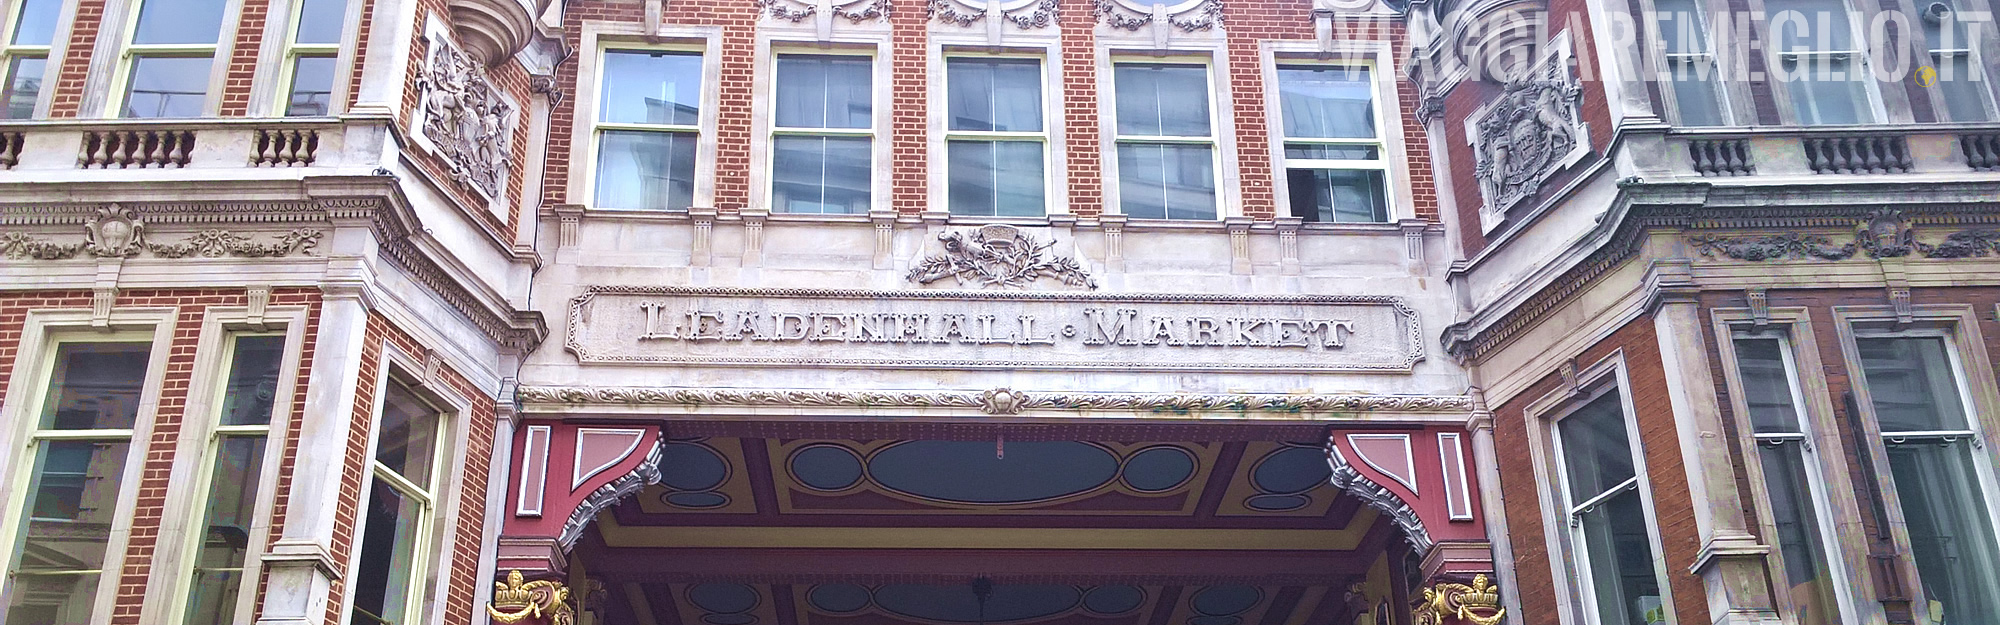 VIAGGIAREMEGLIO.IT
LEADENHALL • MARKET